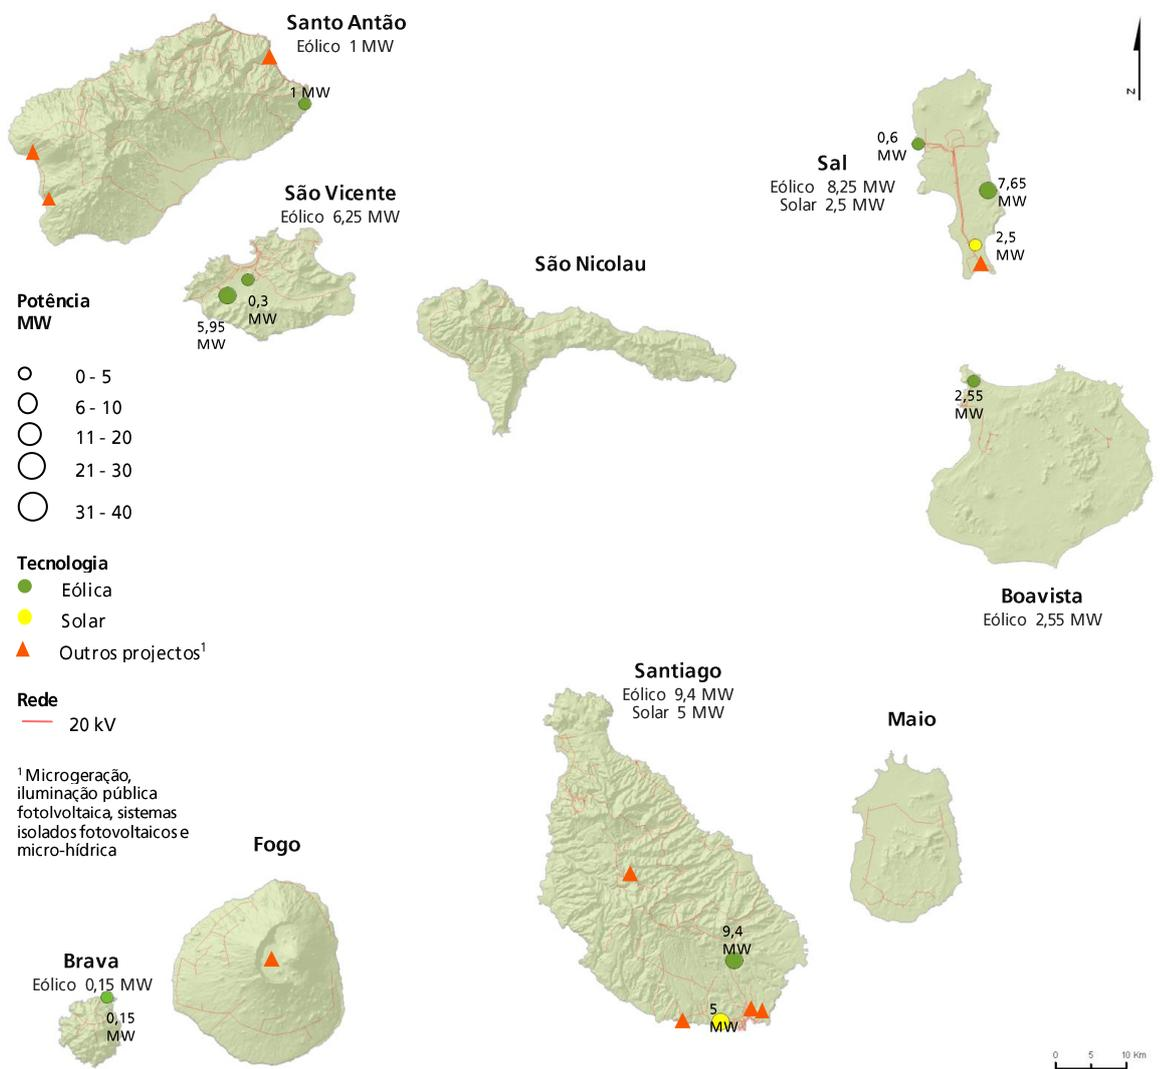 Santo Antão
Eólico 1 MW
1 MW
São Vicente
Eólico 6,25 MW
0,3
MW
5,95
MW
São Nicolau
Sal
Eólico 8,25 MW
Solar 2,5 MW
0,6
MW
7,65
MW
2,5
MW
N
Potência
MW
0 - 5
6 - 10
11 - 20
21 - 30
31 - 40
2,55
MW
Boavista
Eólico 2,55 MW
Tecnologia
Eólica
Solar
Outros projectos¹
Rede
20 kV
¹ Microgeração,
iluminação pública
fotolvoltaica, sistemas
isolados fotovoltaicos e
micro-hídrica
Santiago
Eólico 9,4 MW
Solar 5 MW
9,4
MW
5
MW
Maio
Fogo
Brava
Eólico 0,15 MW
0,15
MW
0 5 10 Km